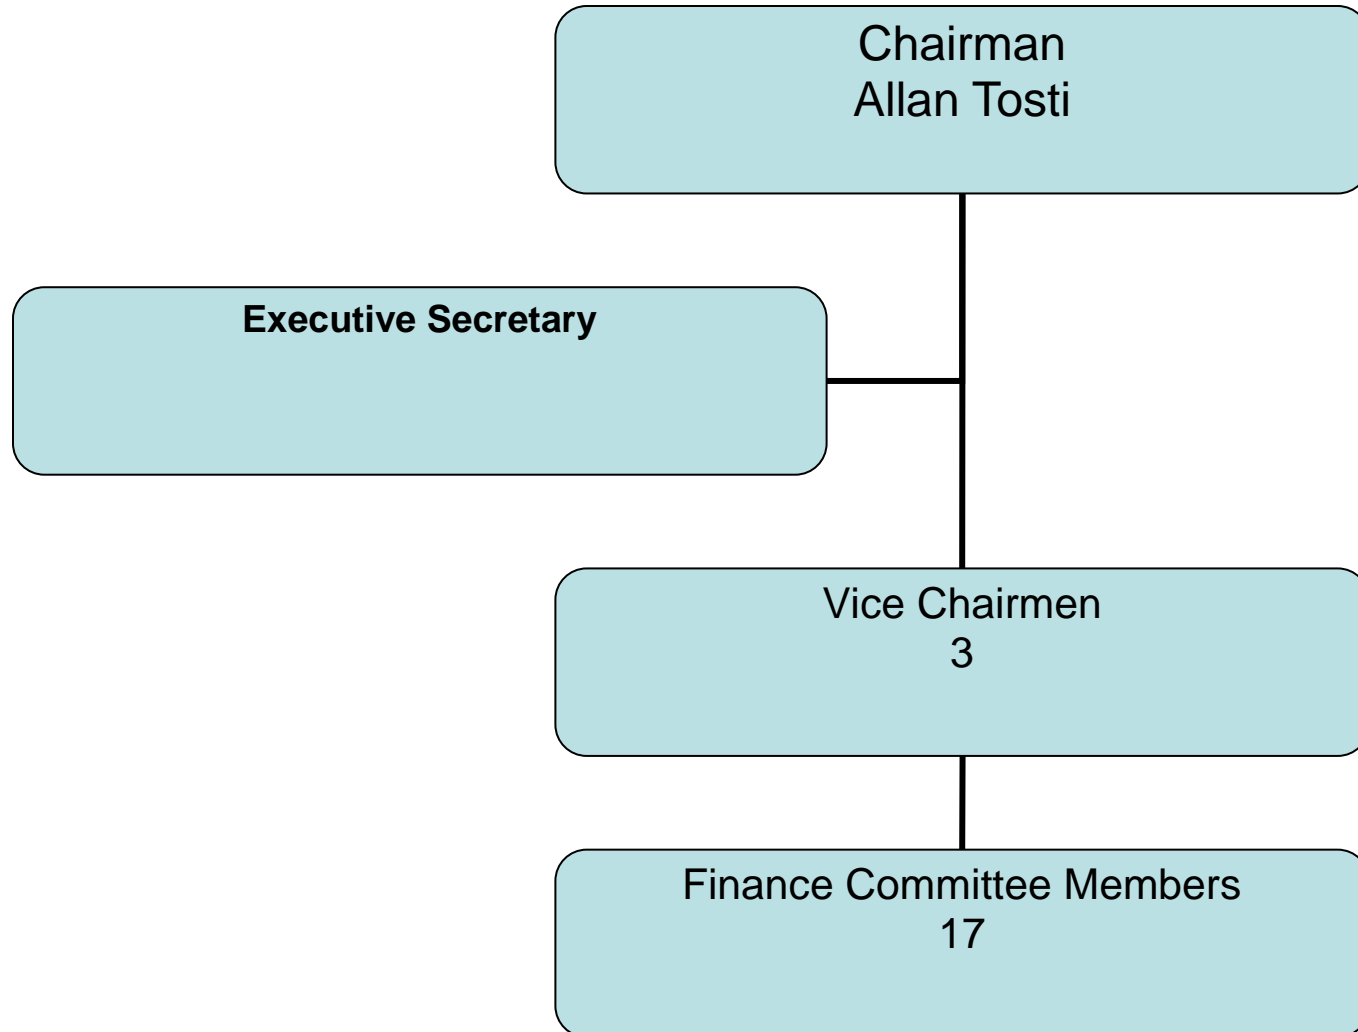 Chairman
Allan Tosti
Executive Secretary
Vice Chairmen
3
Finance Committee Members
17